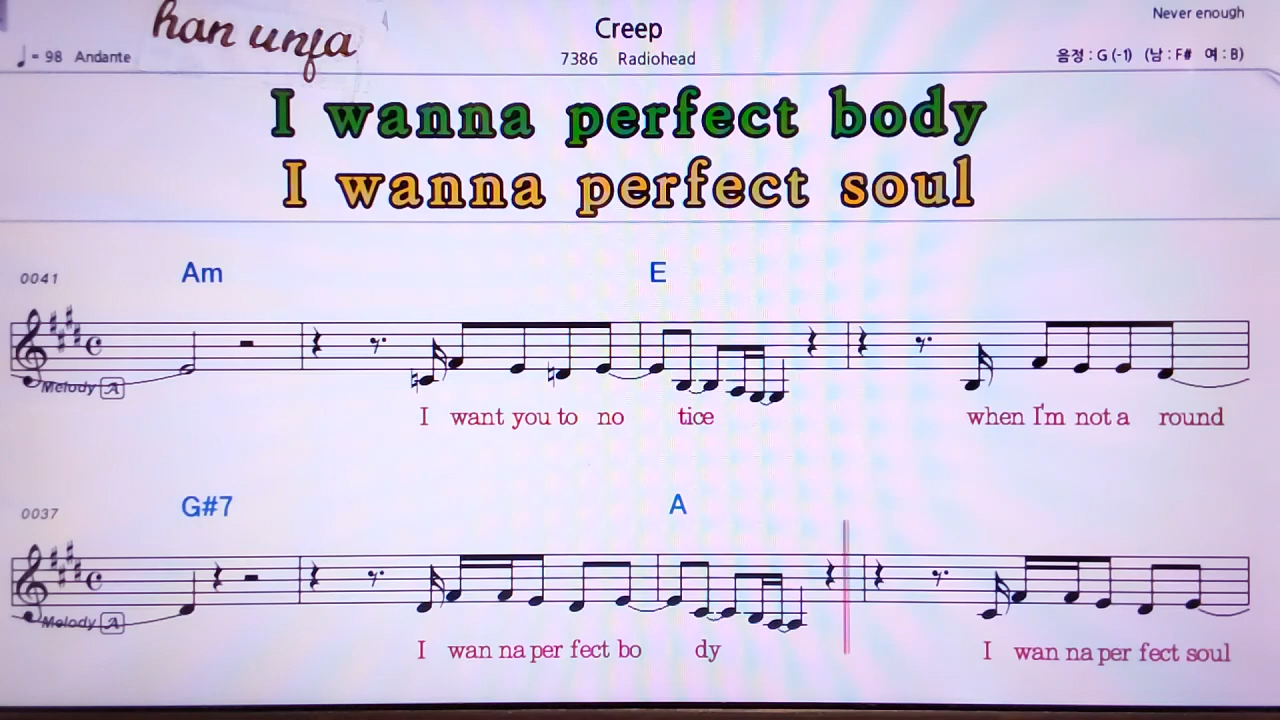 han unja
Creep
Never enough
♩= 98 Andante
7386 Radiohead
음정 : G (-1) (남 : F# 여 : B)
I wanna perfect body
I wanna perfect soul
0041
Am E
Melody A
I want you to no tice when I'm not a round
0037
G#7 A
Melody A
I wan na per fect bo dy I wan na per fect soul